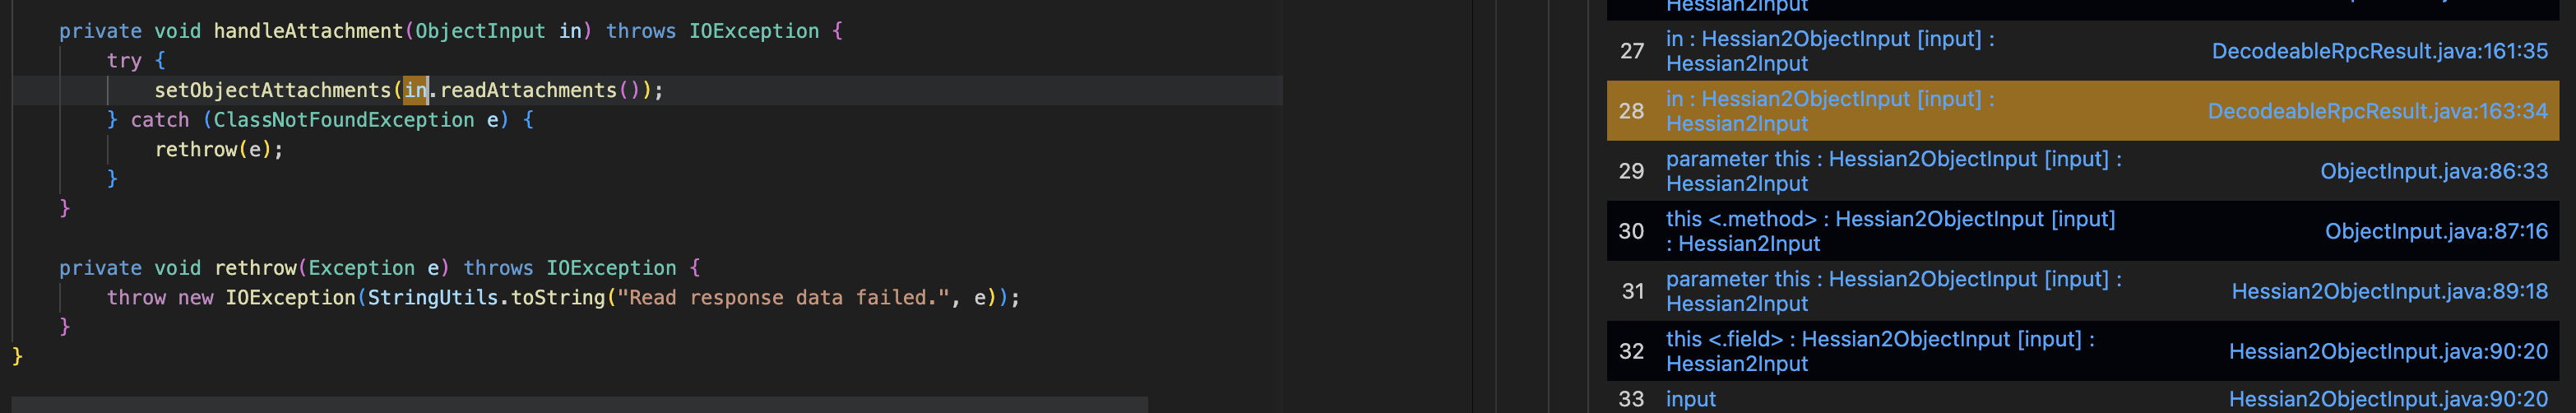 private void handleAttachment(ObjectInput in) throws IOException {
try {
setObjectAttachments(in.readAttachments());
} catch (ClassNotFoundException e) {
rethrow(e);
}
}
private void rethrow(Exception e) throws IOException {
throw new IOException(StringUtils.toString("Read response data failed.", e));
}
}
Hessian2Input
27 in : Hessian2ObjectInput [input] : DecodeableRpcResult.java:161:35
Hessian2Input
28 in : Hessian2ObjectInput [input] : DecodeableRpcResult.java:163:34
Hessian2Input
29 parameter this : Hessian2ObjectInput [input] : ObjectInput.java:86:33
Hessian2Input
30 this <.method> : Hessian2ObjectInput [input] ObjectInput.java:87:16
: Hessian2Input
31 parameter this : Hessian2ObjectInput [input] : Hessian2ObjectInput.java:89:18
Hessian2Input
32 this <.field> : Hessian2ObjectInput [input] : Hessian2ObjectInput.java:90:20
Hessian2Input
33 input Hessian2ObjectInput.java:90:20